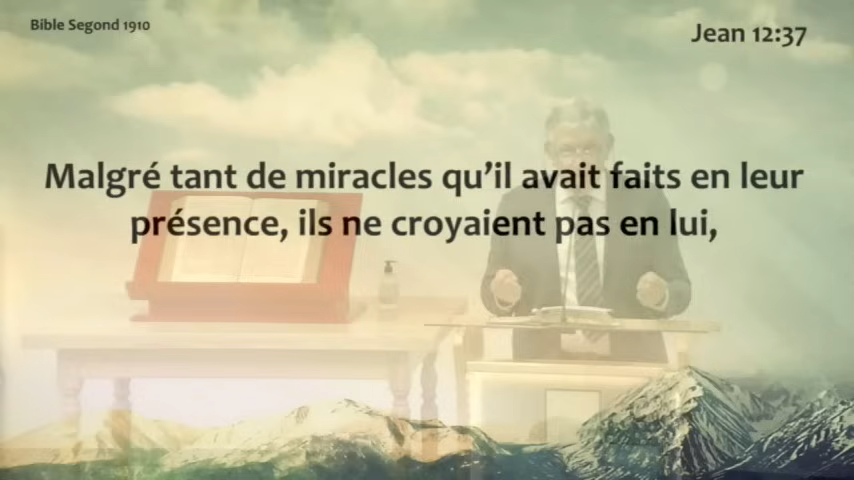 Bible Segond 1910
Jean 12:37
Malgré tant de miracles qu’il avait faits en leur
présence, ils ne croyaient pas en lui,